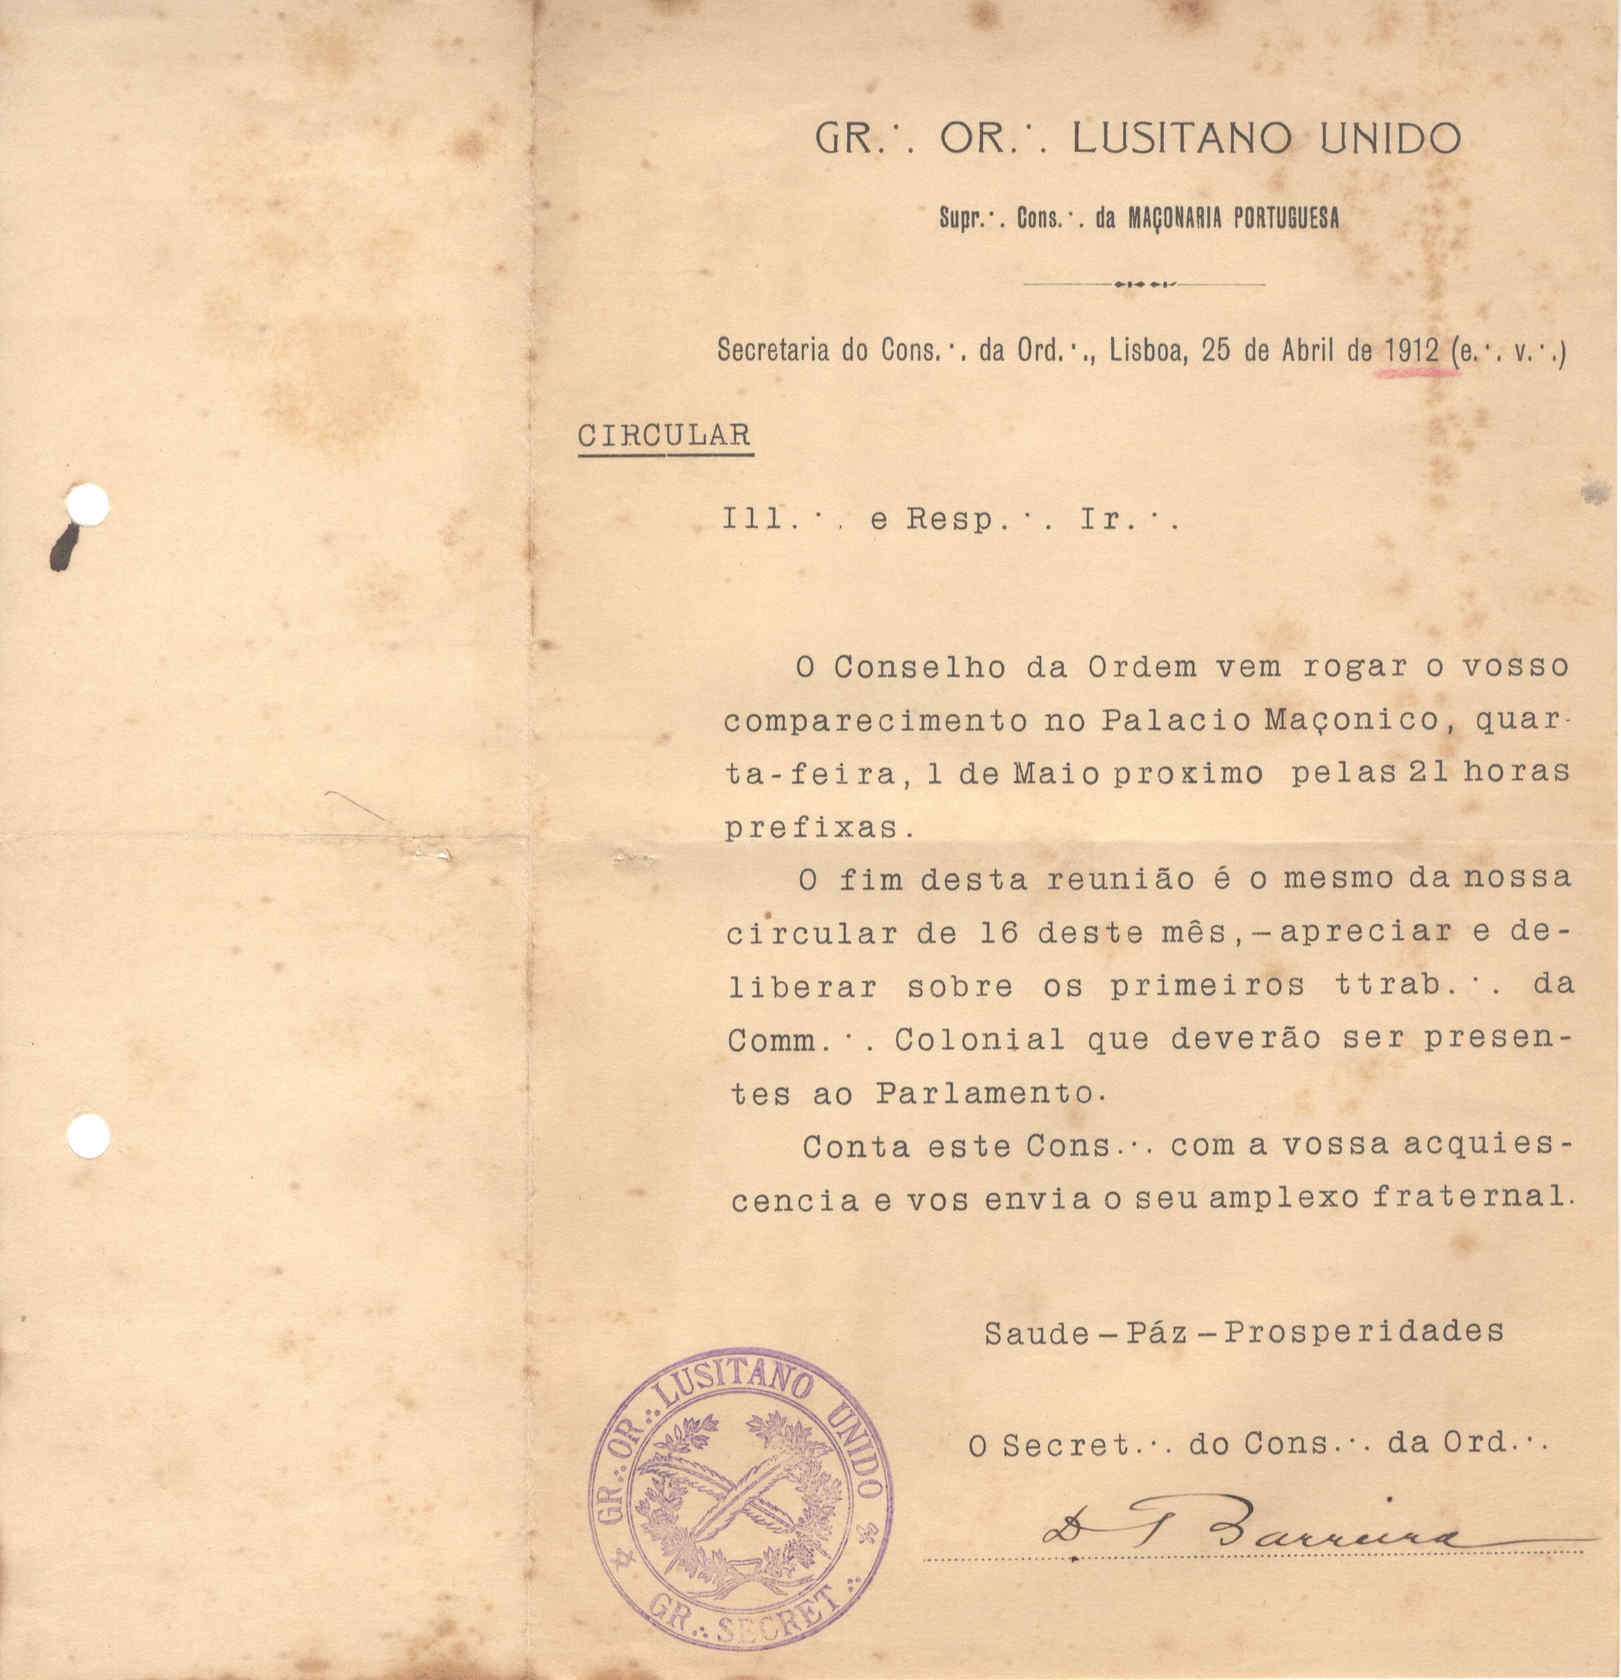 GR.∙. OR.∙. LUSITANO UNIDO
Supr.∙. Cons.∙. da MAÇONARIA PORTUGUESA
Secretaria do Cons.∙. da Ord.∙., Lisboa, 25 de Abril de 1912 (e.∙. v.∙.)
CIRCULAR
Ill.∙. e Resp.∙. Ir.∙.
O Conselho da Ordem vem rogar o vosso
comparecimento no Palacio Maçonico, quar-
ta-feira, 1 de Maio proximo pelas 21 horas
prefixas.
O fim desta reunião é o mesmo da nossa
circular de 16 deste mês,—apreciar e de-
liberar sobre os primeiros ttrab.∙. da
Comm.∙. Colonial que deverão ser presen-
tes ao Parlamento.
Conta este Cons.∙. com a vossa acquies-
cencia e vos envia o seu amplexo fraternal.
Saude—Páz—Prosperidades
O Secret.∙. do Cons.∙. da Ord.∙.
D T Barreira
GR.∙. OR.∙. LUSITANO UNIDO
GR.∙. SECRET.∙.